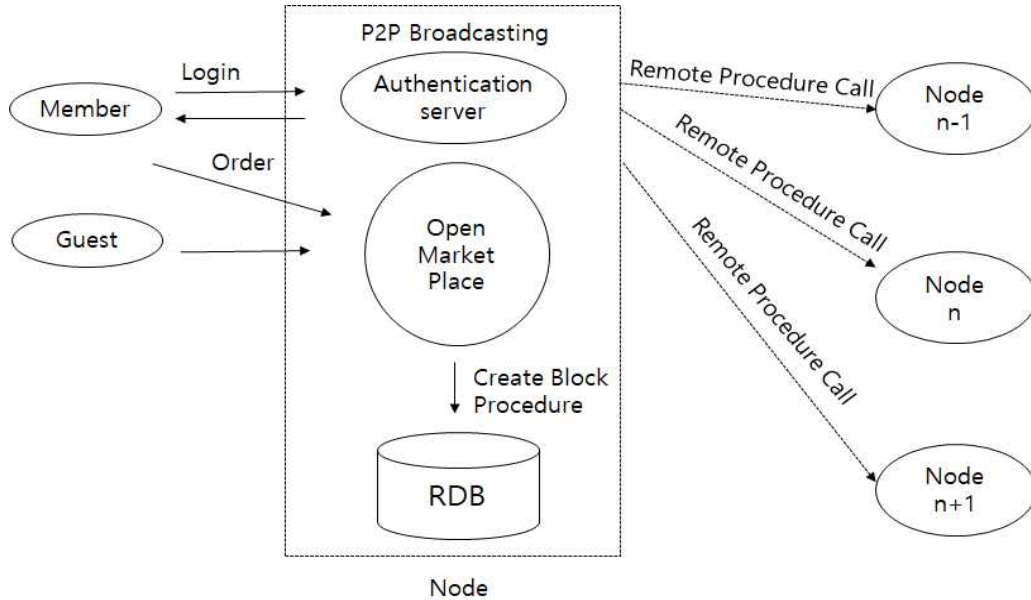 P2P Broadcasting
Login
Authentication
server
Member
Order
Guest
Open
Market
Place
Create Block
Procedure
RDB
Node
Remote Procedure Call
Remote Procedure Call
Remote Procedure Call
Node
n-1
Node
n
Node
n+1